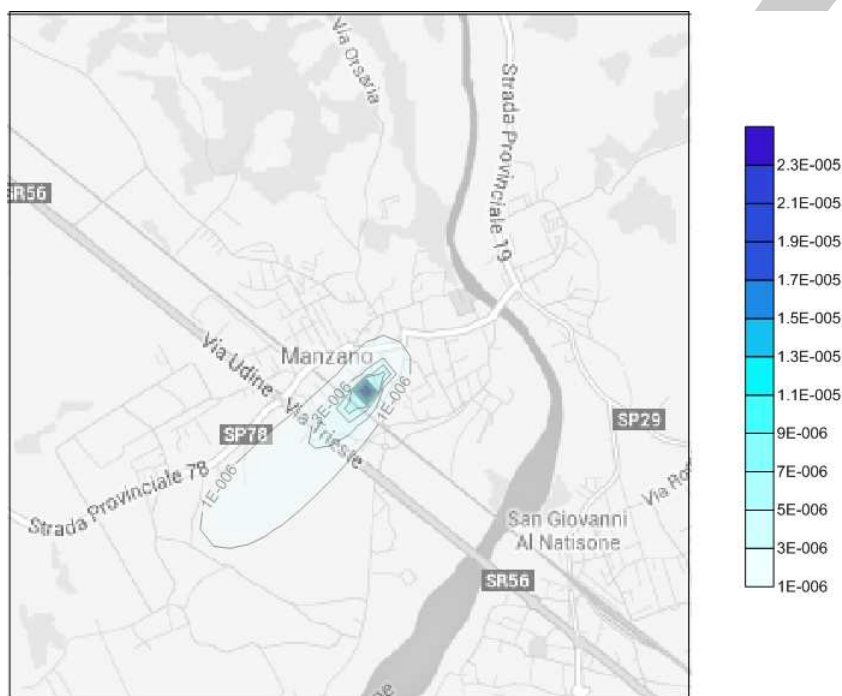 Via Orsaria
Strada Provinciale 19
SR56
Manzano
Via Udine
Via Trieste
3E-006
1E-006
1E-006
SP78
Strada Provinciale 78
SP29
San Giovanni
Al Natisone
SR56
2.3E-005
2.1E-005
1.9E-005
1.7E-005
1.5E-005
1.3E-005
1.1E-005
9E-006
7E-006
5E-006
3E-006
1E-006